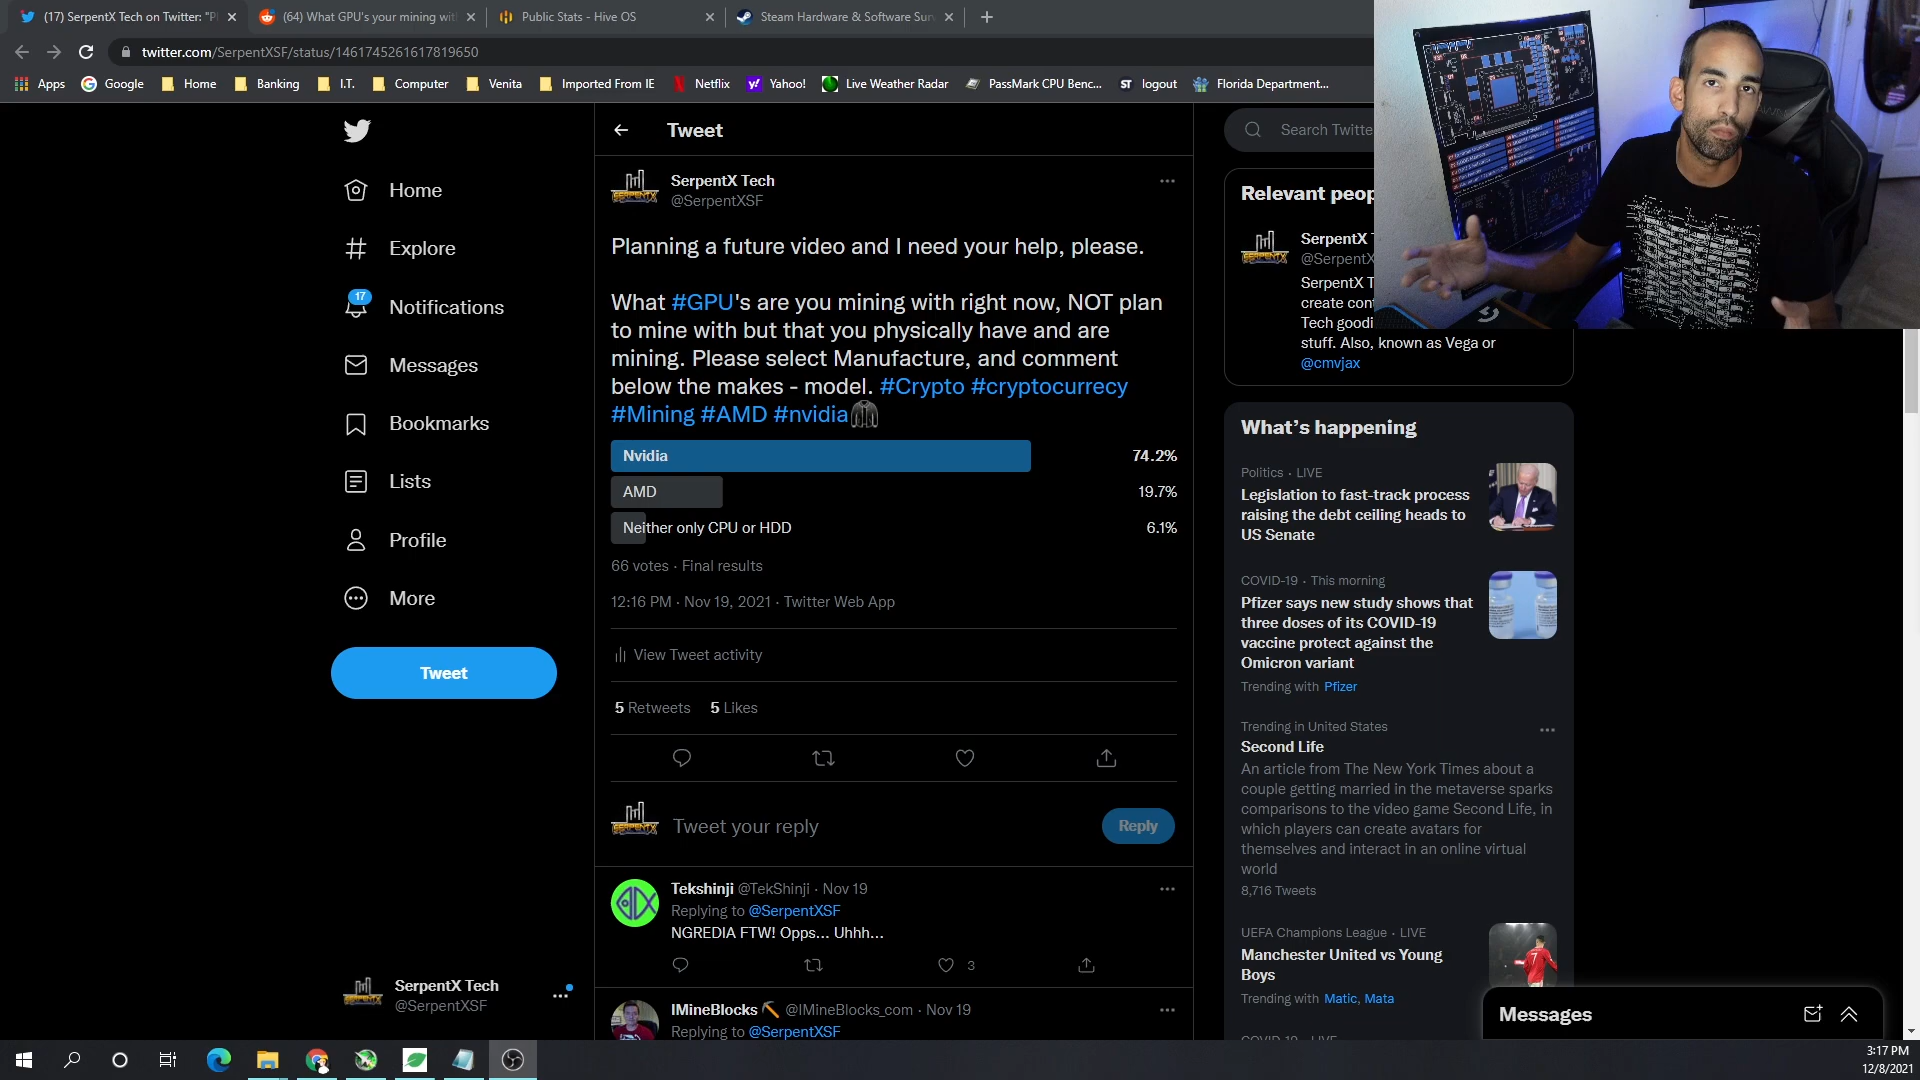 (17) SerpentX Tech on Twitter: "Pl
(64) What GPU's your mining wit
Public Stats - Hive OS
Steam Hardware & Software Sur
twitter.com/SerpentXSF/status/1461745261617819650
Apps
Google
Home
Banking
I.T.
Computer
Venita
Imported From IE
Netflix
Yahoo!
Live Weather Radar
PassMark CPU Benc...
ST logout
Florida Department...
Home
Explore
17
Notifications
Messages
Bookmarks
Lists
Profile
More
Tweet
SerpentX Tech
@SerpentXSF
Tweet
SerpentX Tech
@SerpentXSF
Planning a future video and I need your help, please.
What #GPU's are you mining with right now, NOT plan
to mine with but that you physically have and are
mining. Please select Manufacture, and comment
below the makes - model. #Crypto #cryptocurrecy
#Mining #AMD #nvidia
Nvidia 74.2%
AMD 19.7%
Neither only CPU or HDD 6.1%
66 votes · Final results
12:16 PM · Nov 19, 2021 · Twitter Web App
View Tweet activity
5 Retweets 5 Likes
Tweet your reply
Reply
Tekshinji @TekShinji · Nov 19
Replying to @SerpentXSF
NGREDIA FTW! Opps... Uhhh...
3
IMineBlocks @IMineBlocks_com · Nov 19
Replying to @SerpentXSF
Search Twitte
Relevant peop
SerpentX T
@SerpentX
SerpentX T
create con
Tech goodi
stuff. Also, known as Vega or
@cmvjax
What's happening
Politics · LIVE
Legislation to fast-track process
raising the debt ceiling heads to
US Senate
COVID-19 · This morning
Pfizer says new study shows that
three doses of its COVID-19
vaccine protect against the
Omicron variant
Trending with Pfizer
Trending in United States
Second Life
An article from The New York Times about a
couple getting married in the metaverse sparks
comparisons to the video game Second Life, in
which players can create avatars for
themselves and interact in an online virtual
world
8,716 Tweets
UEFA Champions League · LIVE
Manchester United vs Young
Boys
Trending with Matic, Mata
COVID-19 · LIVE
Messages
3:17 PM
12/8/2021